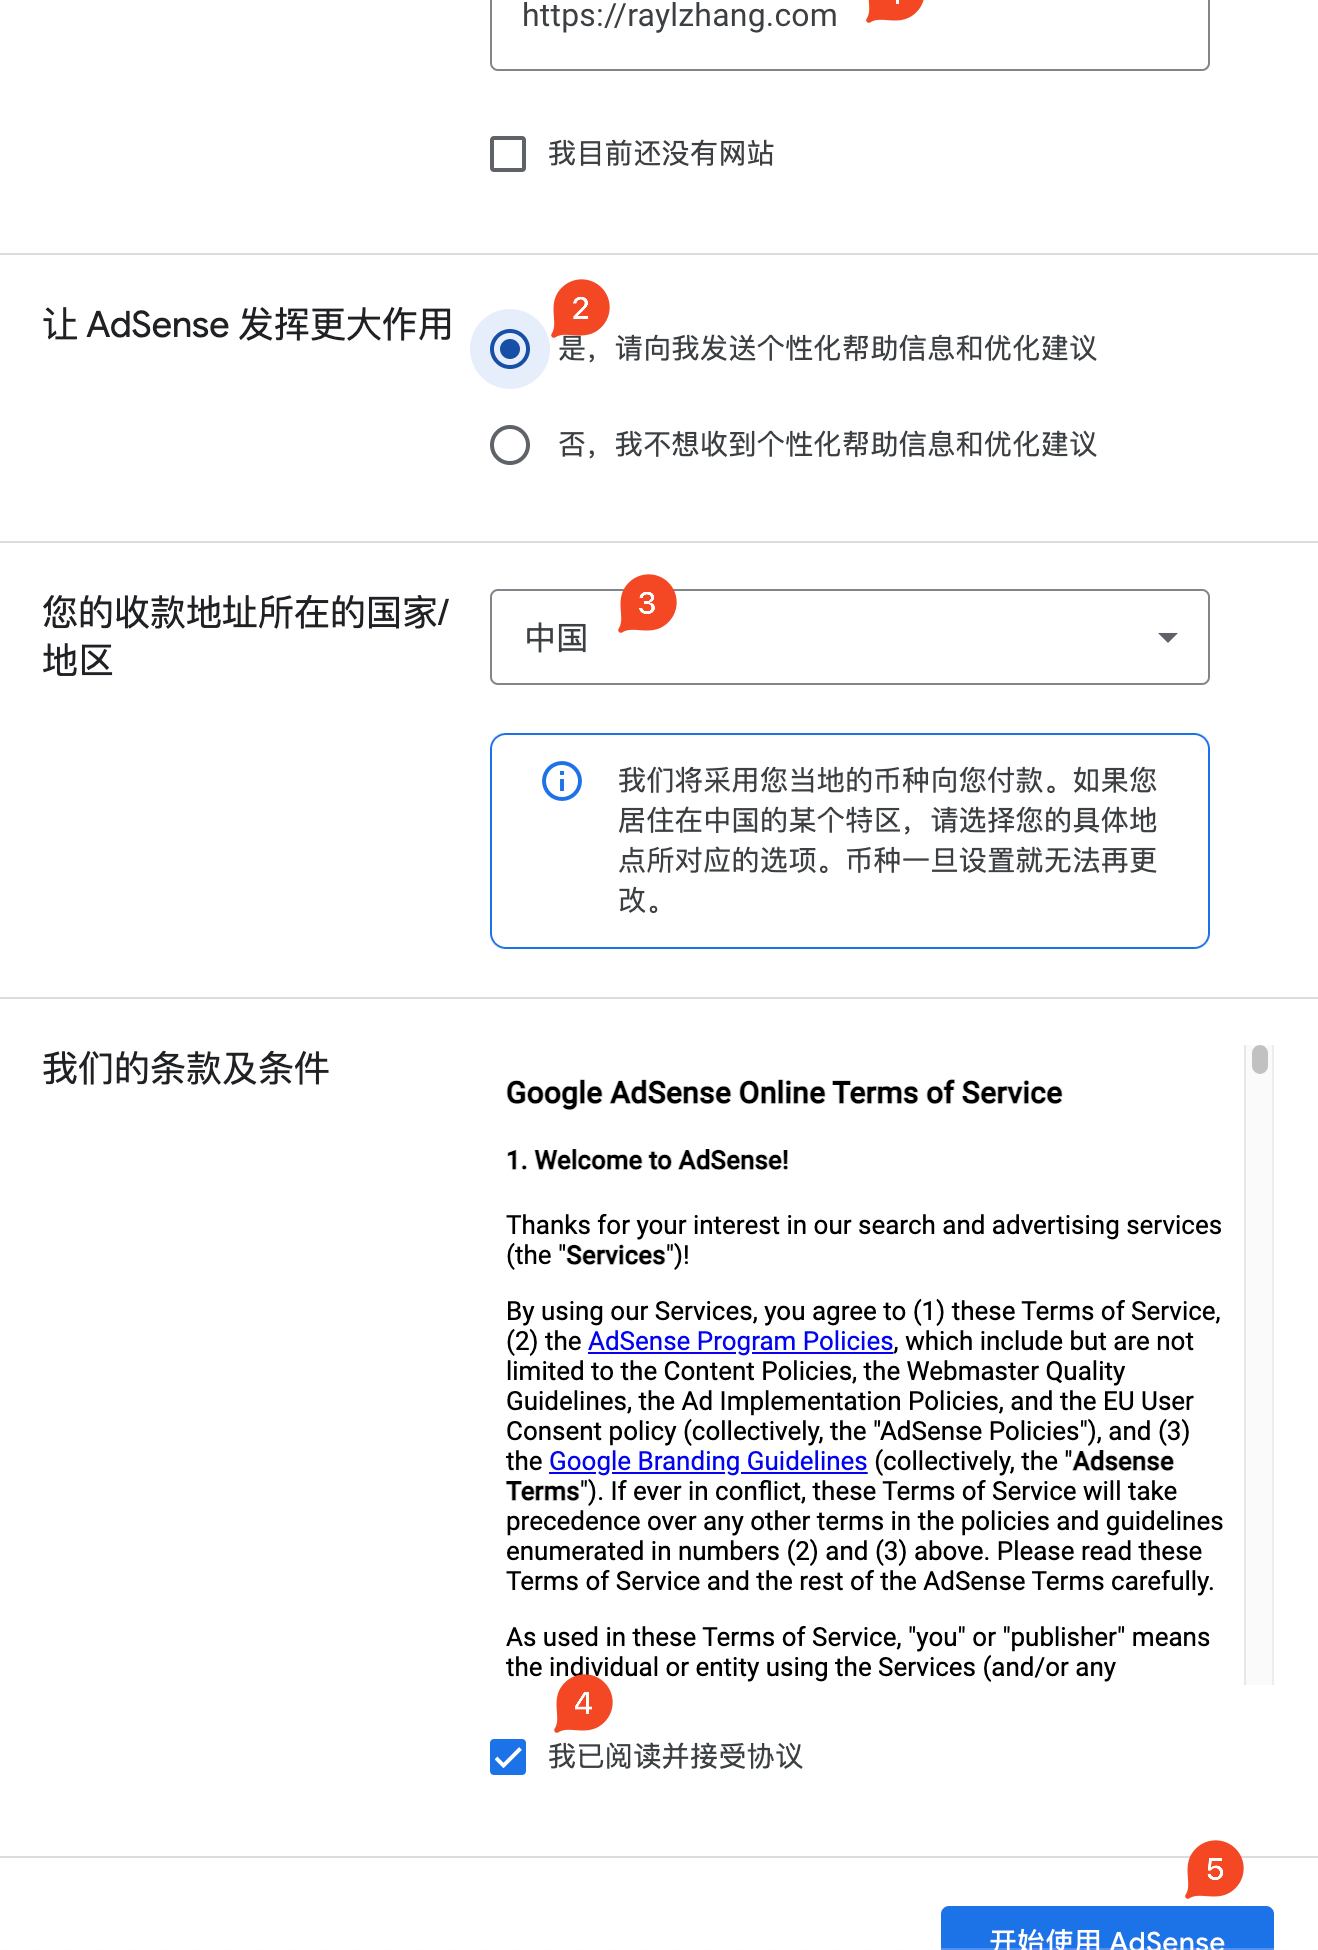 https://raylzhang.com
我目前还没有网站
让 AdSense 发挥更大作用
2
是，请向我发送个性化帮助信息和优化建议
否，我不想收到个性化帮助信息和优化建议
您的收款地址所在的国家/
地区
3
中国
我们将采用您当地的币种向您付款。如果您
居住在中国的某个特区，请选择您的具体地
点所对应的选项。币种一旦设置就无法再更
改。
我们的条款及条件
Google AdSense Online Terms of Service
1. Welcome to AdSense!
Thanks for your interest in our search and advertising services
(the "Services")!
By using our Services, you agree to (1) these Terms of Service,
(2) the AdSense Program Policies, which include but are not
limited to the Content Policies, the Webmaster Quality
Guidelines, the Ad Implementation Policies, and the EU User
Consent policy (collectively, the "AdSense Policies"), and (3)
the Google Branding Guidelines (collectively, the "Adsense
Terms"). If ever in conflict, these Terms of Service will take
precedence over any other terms in the policies and guidelines
enumerated in numbers (2) and (3) above. Please read these
Terms of Service and the rest of the AdSense Terms carefully.
As used in these Terms of Service, "you" or "publisher" means
the individual or entity using the Services (and/or any
4
我已阅读并接受协议
5
开始使用 AdSense